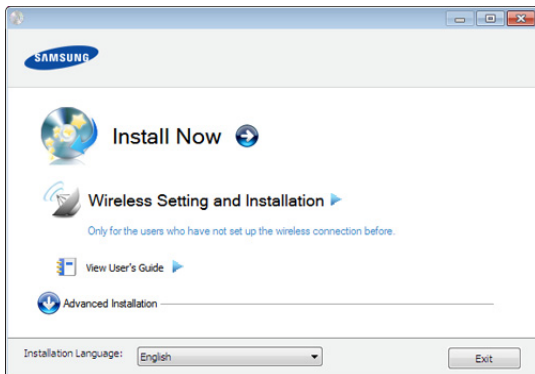 SAMSUNG
Install Now
Wireless Setting and Installation
Only for the users who have not set up the wireless connection before.
View User's Guide
Advanced Installation
Installation Language: English Exit